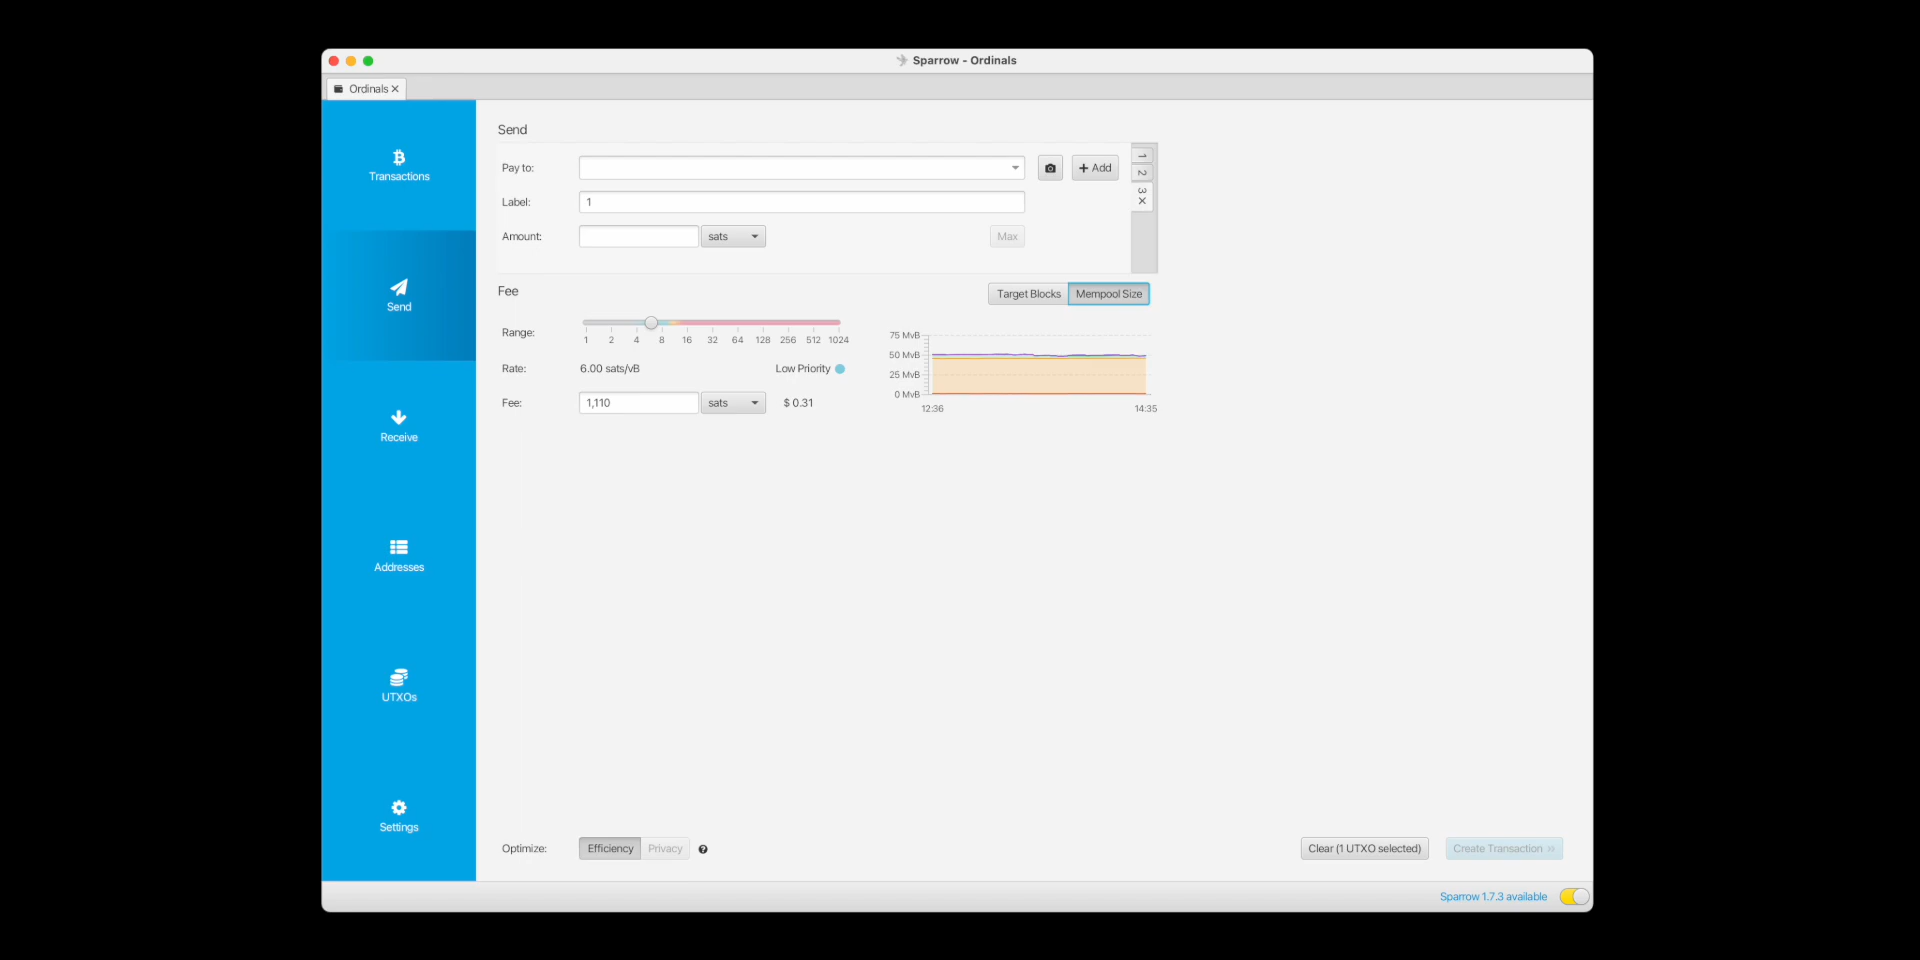 Sparrow - Ordinals
Ordinals
Transactions
Send
Receive
Addresses
UTXOs
Settings
Send
Pay to:
Add
1
2
3
Label:
1
Amount:
sats
Max
Fee
Target Blocks
Mempool Size
Range:
1 2 4 8 16 32 64 128 256 512 1024
Rate:
6.00 sats/vB
Low Priority
Fee:
1,110
sats
$ 0.31
75 MvB
50 MvB
25 MvB
0 MvB
12:36
14:35
Optimize:
Efficiency
Privacy
?
Clear (1 UTXO selected)
Create Transaction »
Sparrow 1.7.3 available